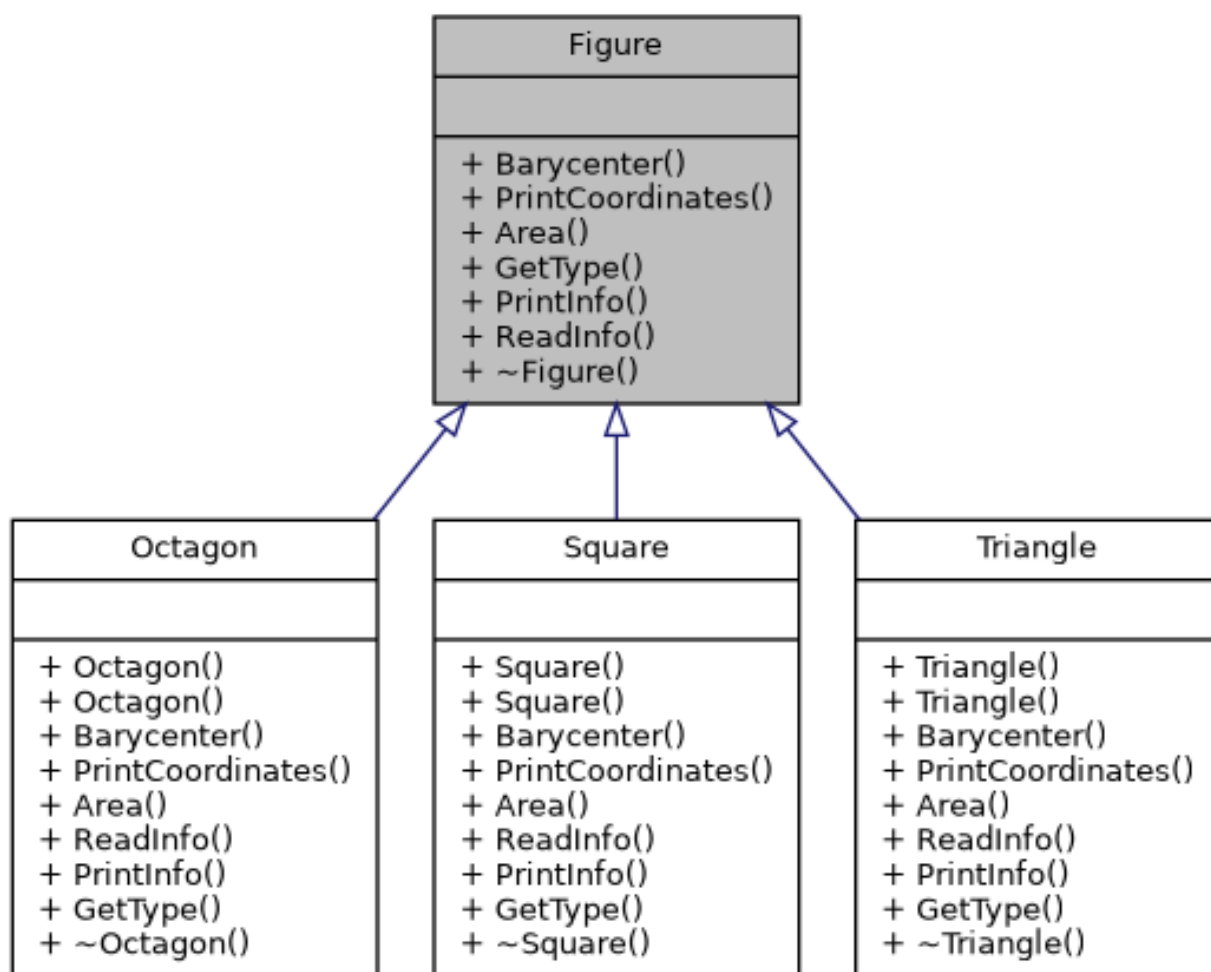 Figure
+ Barycenter()
+ PrintCoordinates()
+ Area()
+ GetType()
+ PrintInfo()
+ ReadInfo()
+ ~Figure()
Octagon
+ Octagon()
+ Octagon()
+ Barycenter()
+ PrintCoordinates()
+ Area()
+ ReadInfo()
+ PrintInfo()
+ GetType()
+ ~Octagon()
Square
+ Square()
+ Square()
+ Barycenter()
+ PrintCoordinates()
+ Area()
+ ReadInfo()
+ PrintInfo()
+ GetType()
+ ~Square()
Triangle
+ Triangle()
+ Triangle()
+ Barycenter()
+ PrintCoordinates()
+ Area()
+ ReadInfo()
+ PrintInfo()
+ GetType()
+ ~Triangle()